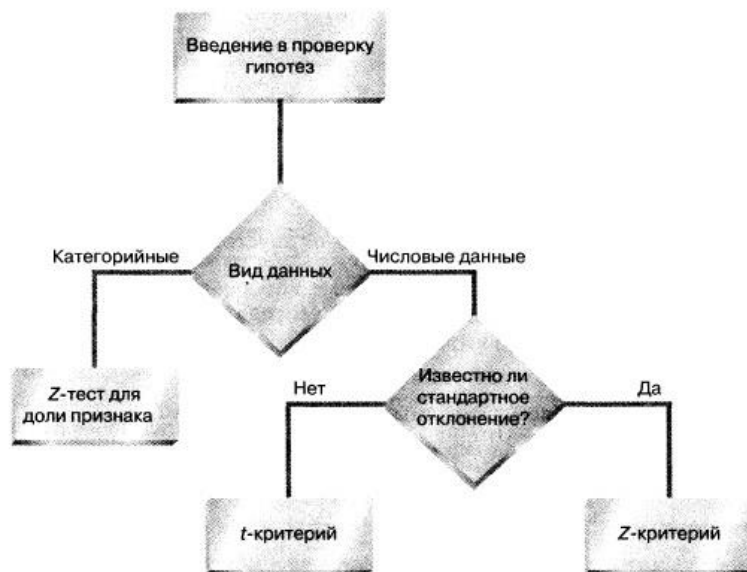 Введение в проверку
гипотез
Категорийные
Вид данных
Числовые данные
Z-тест для
доли признака
Нет
Известно ли
стандартное
отклонение?
Да
t-критерий
Z-критерий